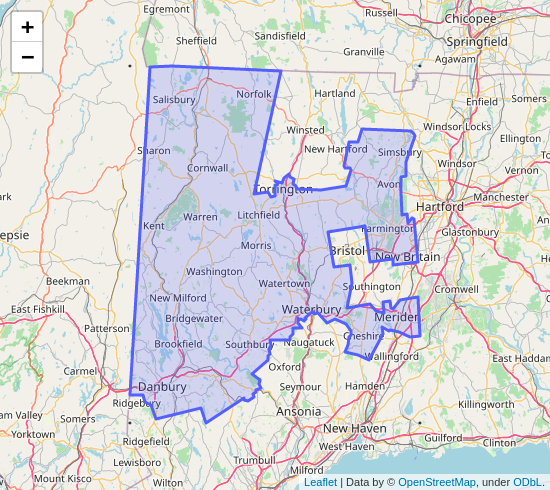 Egremont
Russell
Chicopee
Sheffield
Sandisfield
Springfield
Granville
Agawam
Salisbury
Norfolk
Hartland
Enfield
Somers
Winsted
Windsor Locks
Ellington
Sharon
New Hartford
Simsbury
Windsor
Vernon
Cornwall
Torrington
Avon
Manchester
Hartford
Kent
Warren
Litchfield
Farmington
Glastonbury
epsie
Morris
Bristol
New Britain
Washington
Beekman
Watertown
Southington
Cromwell
New Milford
East Fishkill
Bridgewater
Waterbury
Meriden
Patterson
Brookfield
Southbury
Naugatuck
Cheshire
Wallingford
East Haddam
Carmel
Oxford
Danbury
Seymour
Hamden
Ridgebury
Killingworth
am Valley
Somers
Ansonia
New Haven
Yorktown
Ridgefield
West Haven
Guilford
Clinton
Lewisboro
Trumbull
Milford
Mount Kisco
Wilton
+
−
Leaflet | Data by © OpenStreetMap, under ODbL.